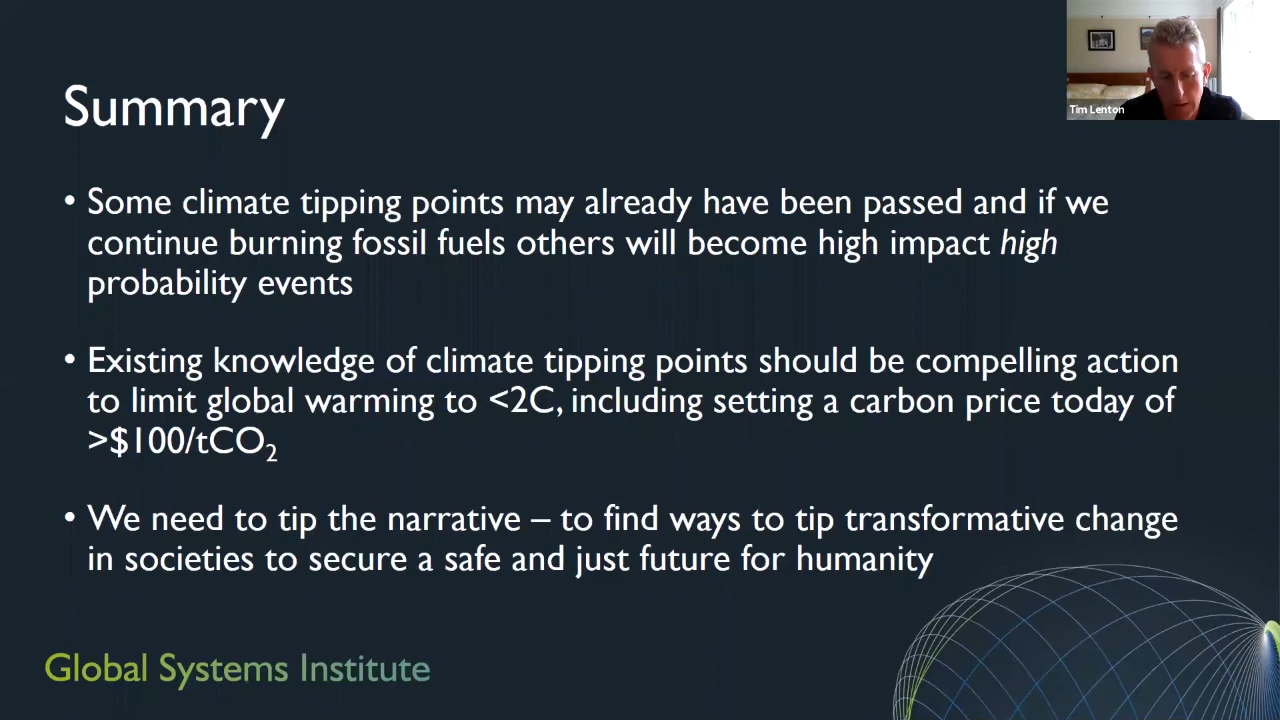 Summary
Tim Lenton
• Some climate tipping points may already have been passed and if we
continue burning fossil fuels others will become high impact high
probability events
• Existing knowledge of climate tipping points should be compelling action
to limit global warming to <2C, including setting a carbon price today of
>$100/tCO₂
• We need to tip the narrative – to find ways to tip transformative change
in societies to secure a safe and just future for humanity
Global Systems Institute